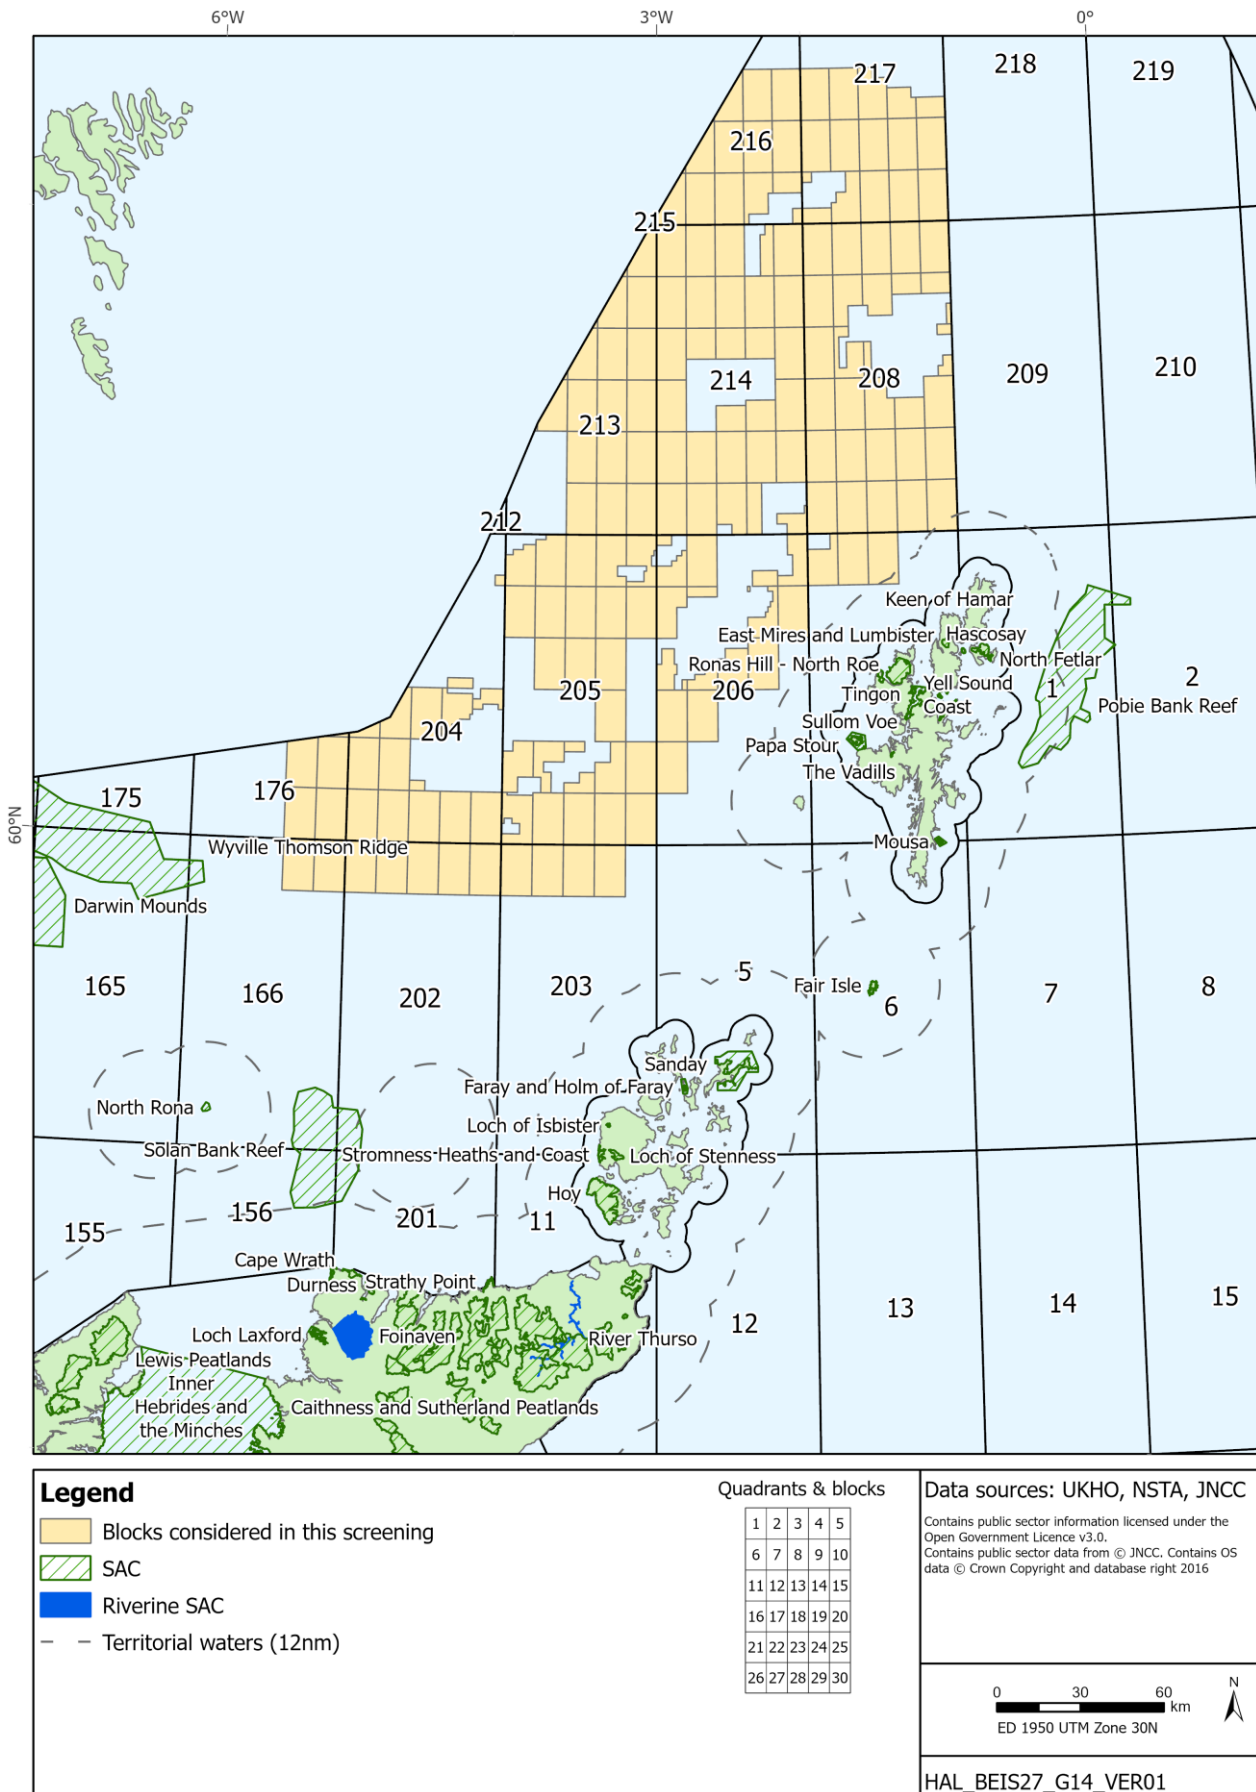 6°W
3°W
0°
217
218
219
216
215
214
208
209
210
213
212
Keen of Hamar
East Mires and Lumbister
Hascosay
Ronas Hill - North Roe
North Fetlar
205
206
Tingon
Yell Sound
Coast
1
2
Pobie Bank Reef
204
Sullom Voe
Papa Stour
The Vadills
175
176
60°N
Wyville Thomson Ridge
Mousa
Darwin Mounds
165
166
202
203
5
Fair Isle
6
7
8
Sanday
Faray and Holm of Faray
North Rona
Loch of Isbister
Solan Bank Reef
Stromness Heaths and Coast
Loch of Stenness
Hoy
155
156
201
11
Cape Wrath
Durness
Strathy Point
12
13
14
15
Loch Laxford
Foinaven
River Thurso
Lewis Peatlands
Inner
Hebrides and
the Minches
Caithness and Sutherland Peatlands
Legend
Blocks considered in this screening
SAC
Riverine SAC
Territorial waters (12nm)
Quadrants & blocks
1 2 3 4 5
6 7 8 9 10
11 12 13 14 15
16 17 18 19 20
21 22 23 24 25
26 27 28 29 30
Data sources: UKHO, NSTA, JNCC
Contains public sector information licensed under the
Open Government Licence v3.0.
Contains public sector data from © JNCC. Contains OS
data © Crown Copyright and database right 2016
0 30 60
km
N
ED 1950 UTM Zone 30N
HAL_BEIS27_G14_VER01